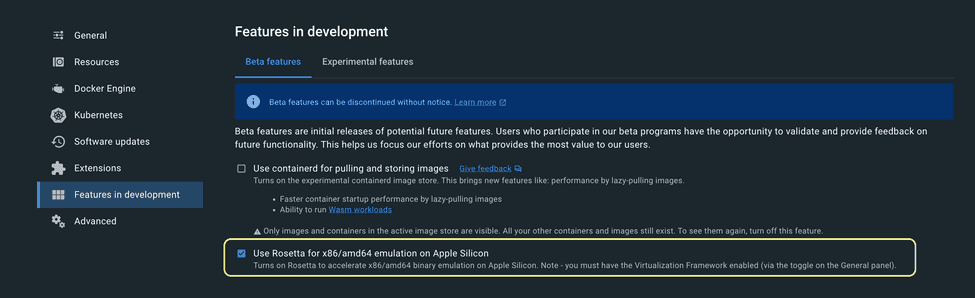 General
Resources
Docker Engine
Kubernetes
Software updates
Extensions
Features in development
Advanced
Features in development
Beta features
Experimental features
Beta features can be discontinued without notice. Learn more
Beta features are initial releases of potential future features. Users who participate in our beta programs have the opportunity to validate and provide feedback on
future functionality. This helps us focus our efforts on what provides the most value to our users.
Use containerd for pulling and storing images Give feedback
Turns on the experimental containerd image store. This brings new features like: performance by lazy-pulling images.
• Faster container startup performance by lazy-pulling images
• Ability to run Wasm workloads
Only images and containers in the active image store are visible. All your other containers and images still exist. To see them again, turn off this feature.
Use Rosetta for x86/amd64 emulation on Apple Silicon
Turns on Rosetta to accelerate x86/amd64 binary emulation on Apple Silicon. Note - you must have the Virtualization Framework enabled (via the toggle on the General panel).